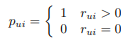 p_{ui} = { 1  r_{ui} > 0
0  r_{ui} = 0